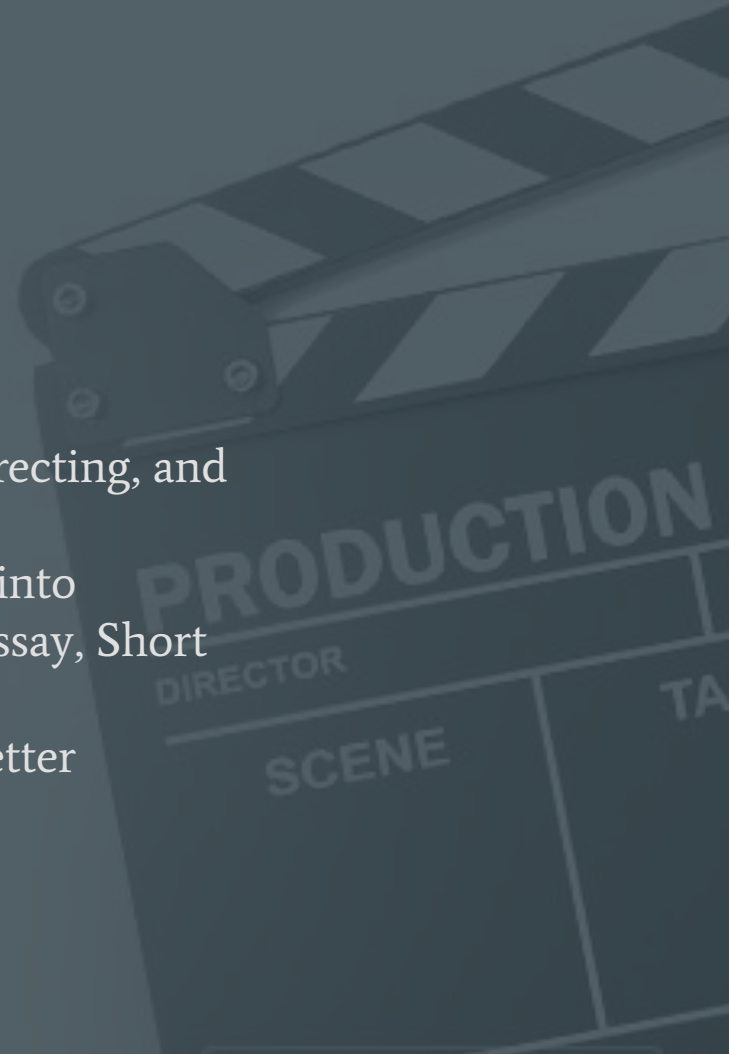 recting, and
PRODUCTION
into
ssay, Short
DIRECTOR
TA
SCENE
etter